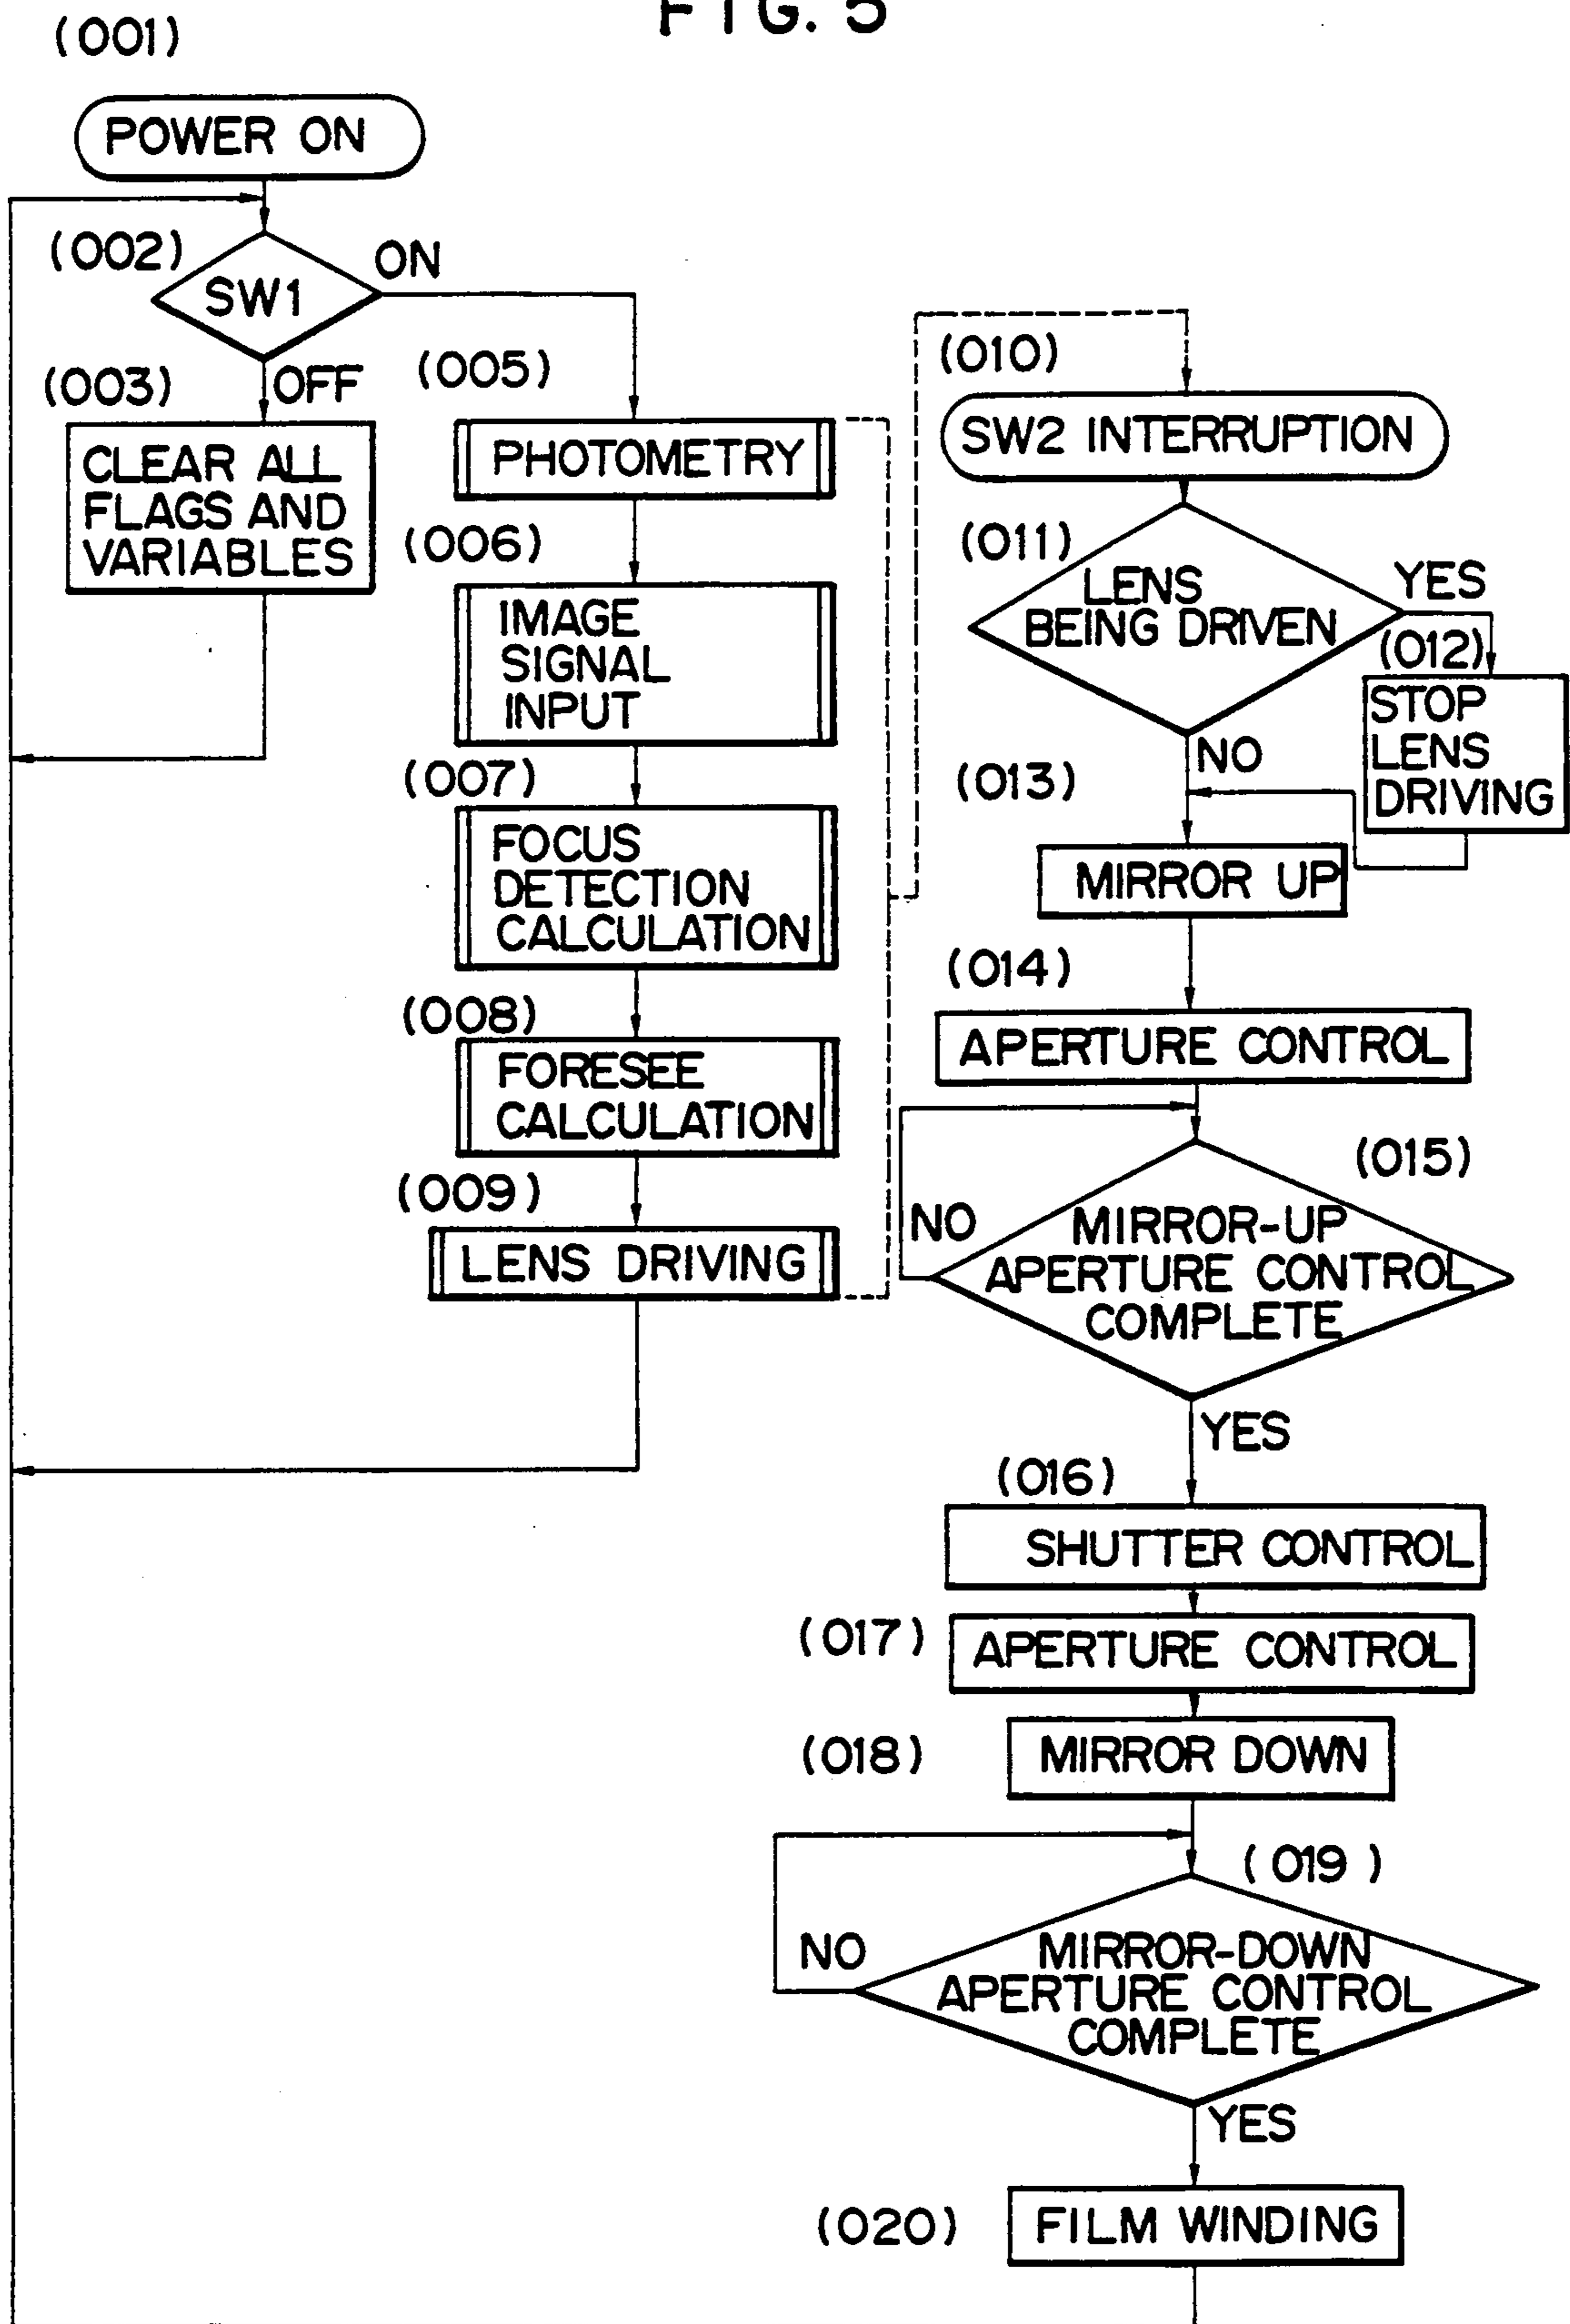 FIG. 5
(001)
POWER ON
(002)
SW1
ON
OFF
(003)
CLEAR ALL
FLAGS AND
VARIABLES
(005)
PHOTOMETRY
(006)
IMAGE
SIGNAL
INPUT
(007)
FOCUS
DETECTION
CALCULATION
(008)
FORESEE
CALCULATION
(009)
LENS DRIVING
(010)
SW2 INTERRUPTION
(011)
LENS
BEING DRIVEN
YES
(012)
STOP
LENS
DRIVING
NO
(013)
MIRROR UP
(014)
APERTURE CONTROL
(015)
NO
MIRROR-UP
APERTURE CONTROL
COMPLETE
YES
(016)
SHUTTER CONTROL
(017)
APERTURE CONTROL
(018)
MIRROR DOWN
(019)
NO
MIRROR-DOWN
APERTURE CONTROL
COMPLETE
YES
(020)
FILM WINDING